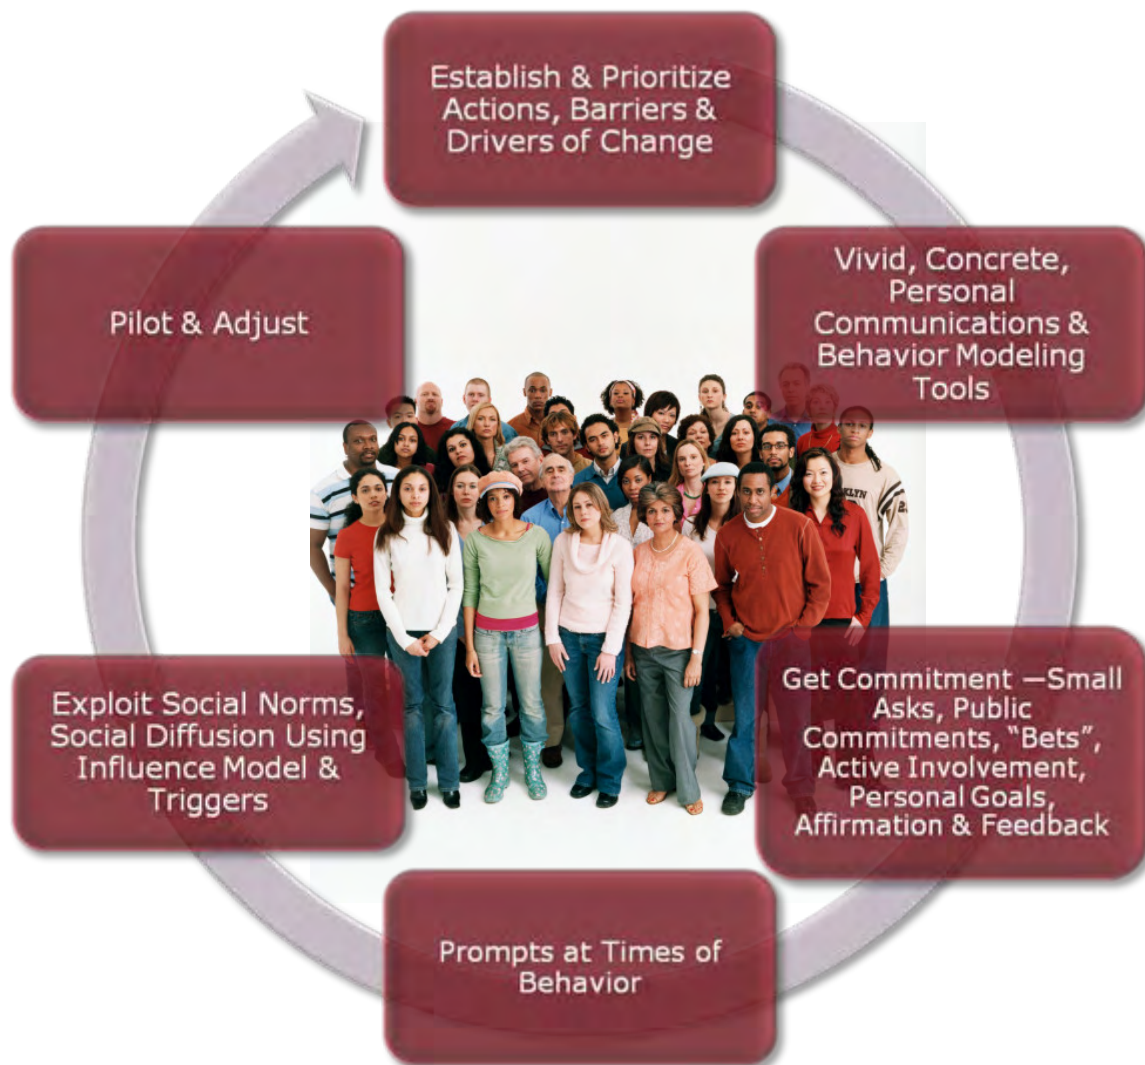 Establish & Prioritize
Actions, Barriers &
Drivers of Change
Vivid, Concrete,
Personal
Communications &
Behavior Modeling
Tools
Get Commitment —Small
Asks, Public
Commitments, “Bets”,
Active Involvement,
Personal Goals,
Affirmation & Feedback
Prompts at Times of
Behavior
Exploit Social Norms,
Social Diffusion Using
Influence Model &
Triggers
Pilot & Adjust